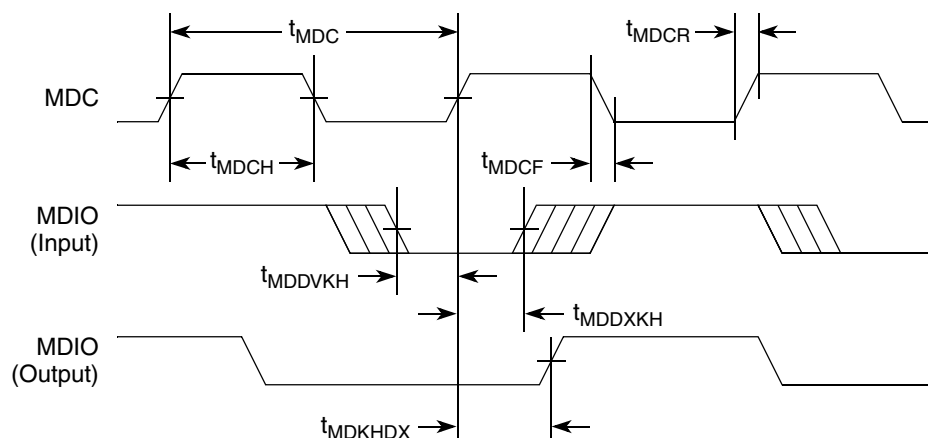 tMDC
tMDCR
MDC
tMDCH
tMDCF
MDIO
(Input)
tMDDVKH
tMDDXKH
MDIO
(Output)
tMDKHDX